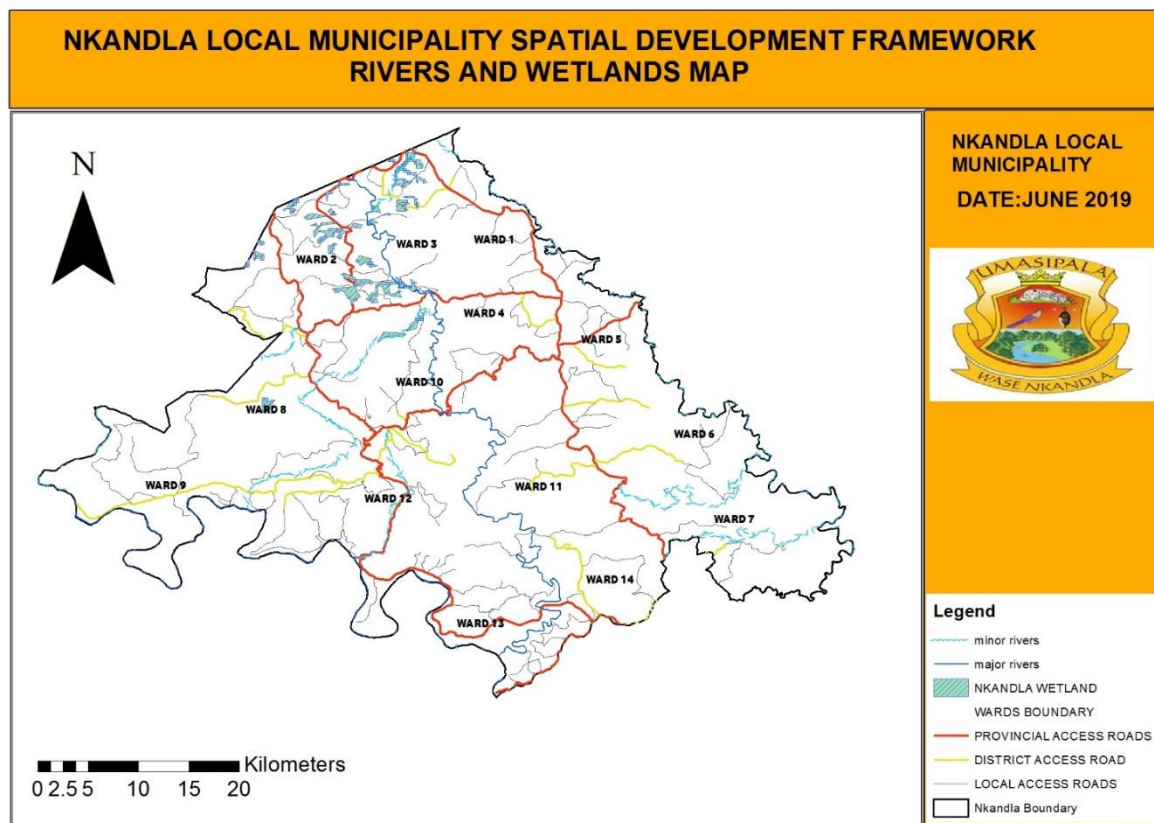 NKANDLA LOCAL MUNICIPALITY SPATIAL DEVELOPMENT FRAMEWORK
RIVERS AND WETLANDS MAP
N
WARD 3
WARD 1
WARD 2
WARD 4
WARD 5
WARD 10
WARD 8
WARD 6
WARD 9
WARD 11
WARD 12
WARD 7
WARD 14
WARD 13
Kilometers
0 2.5 5 10 15 20
NKANDLA LOCAL
MUNICIPALITY
DATE:JUNE 2019
UMASIPALA
WASE NKANDLA
Legend
minor rivers
major rivers
NKANDLA WETLAND
WARDS BOUNDARY
PROVINCIAL ACCESS ROADS
DISTRICT ACCESS ROAD
LOCAL ACCESS ROADS
Nkandla Boundary